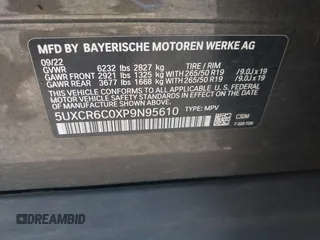 MFD. BY BAYERISCHE MOTOREN WERKE AG
09/22 TIRE / RIM
GVWR 6232 lbs 2827 kg
GAWR FRONT 2921 lbs 1325 kg WITH 265/50 R19 /9.0J x 19
GAWR REAR 3677 lbs 1668 kg WITH 265/50 R19 /9.0J x 19
THIS VEHICLE CONFORMS TO ALL APPLICABLE U.S. FEDERAL
MOTOR VEHICLE SAFETY STANDARDS IN EFFECT ON
THE DATE OF MANUFACTURE SHOWN ABOVE.
5UXCR6C0XP9N95610 TYPE: MPV
DREAMBID